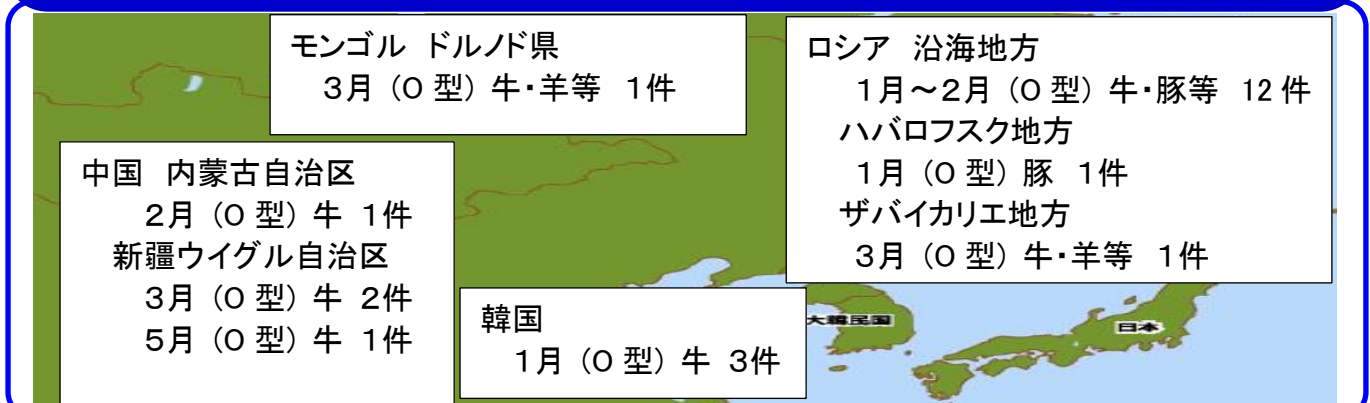 モンゴル ドルノド県
3月 (O 型) 牛・羊等 1件
ロシア 沿海地方
1月～2月 (O 型) 牛・豚等 12 件
ハバロフスク地方
1月 (O 型) 豚 1件
ザバイカリエ地方
3月 (O 型) 牛・羊等 1件
中国 内蒙古自治区
2月 (O 型) 牛 1件
新疆ウイグル自治区
3月 (O 型) 牛 2件
5月 (O 型) 牛 1件
韓国
1月 (O 型) 牛 3件
大韓民国
日本